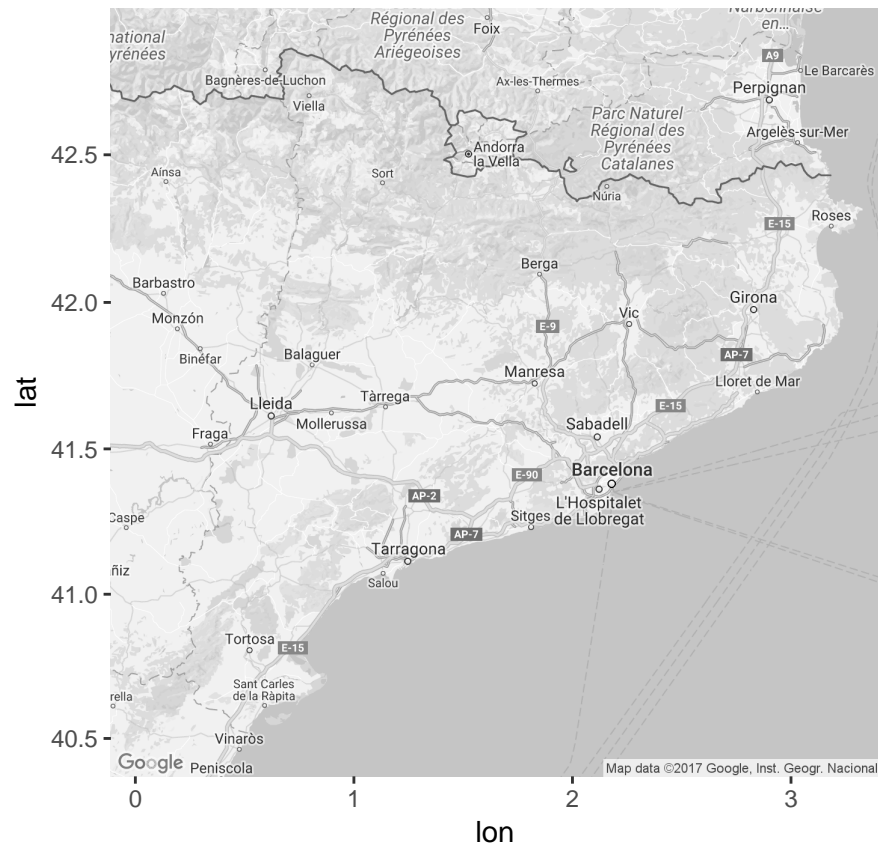 Narbonnaise
en...
national
yrénées
Régional des
Pyrénées
Ariégeoises
Foix
A9
Le Barcarès
Bagnères-de-Luchon
Ax-les-Thermes
Perpignan
Viella
Parc Naturel
Régional des
Pyrénées
Catalanes
Argelès-sur-Mer
Andorra
la Vella
42.5
Aínsa
Sort
Núria
Roses
E-15
Berga
Barbastro
42.0
Girona
Monzón
Vic
E-9
Binéfar
Balaguer
AP-7
Manresa
Lloret de Mar
lat
Lleida
Tàrrega
E-15
Mollerussa
Sabadell
Fraga
41.5
Barcelona
E-90
AP-2
L'Hospitalet
de Llobregat
Sitges
Caspe
AP-7
Tarragona
ñiz
Salou
41.0
Tortosa
E-15
Sant Carles
de la Ràpita
rella
40.5
Vinaròs
Google
Peníscola
Map data ©2017 Google, Inst. Geogr. Nacional
0
1
2
3
lon